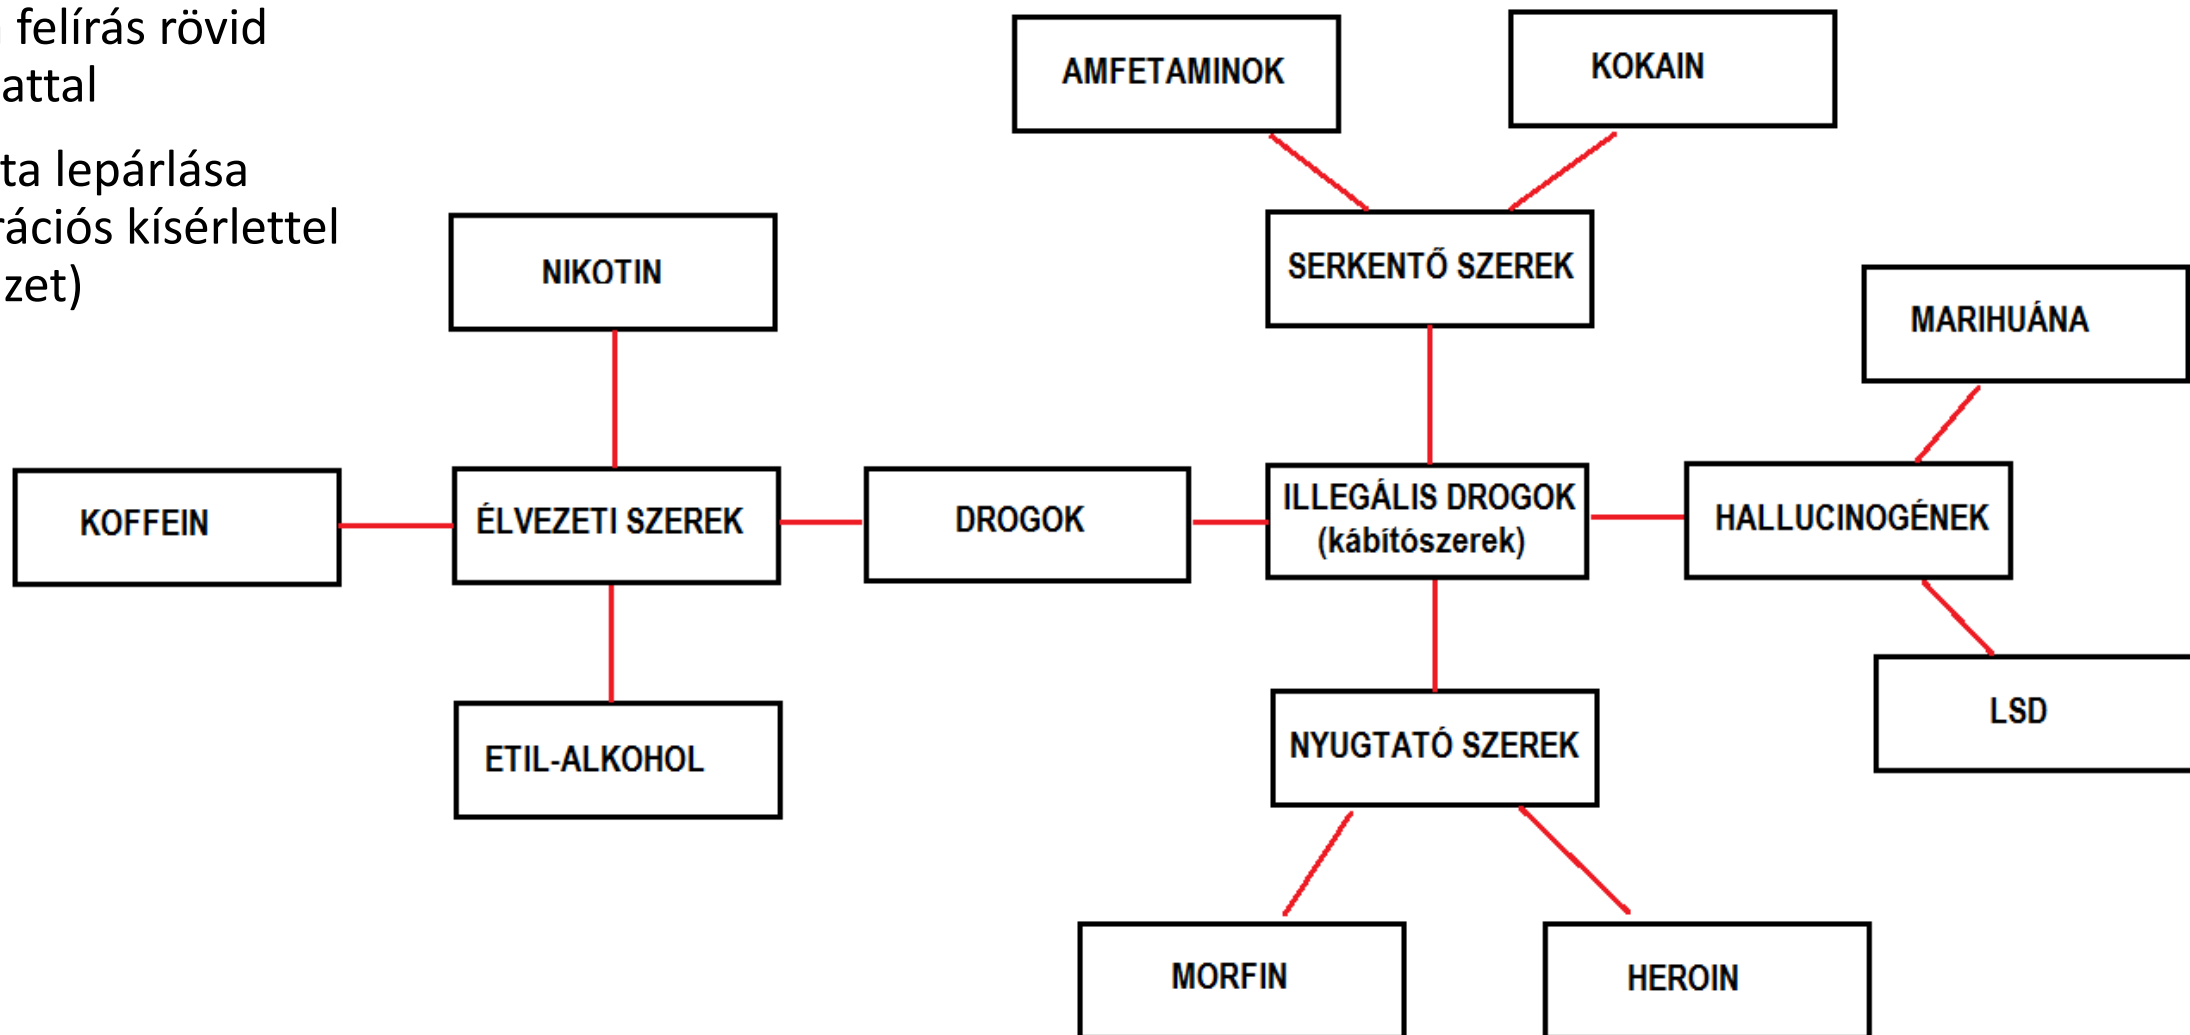 felírás rövid
attal
ta lepárlása
rációs kísérlettel
zet)
AMFETAMINOK
KOKAIN
NIKOTIN
SERKENTŐ SZEREK
MARIHUÁNA
KOFFEIN
ÉLVEZETI SZEREK
DROGOK
ILLEGÁLIS DROGOK
(kábítószerek)
HALLUCINOGÉNEK
ETIL-ALKOHOL
NYUGTATÓ SZEREK
LSD
MORFIN
HEROIN